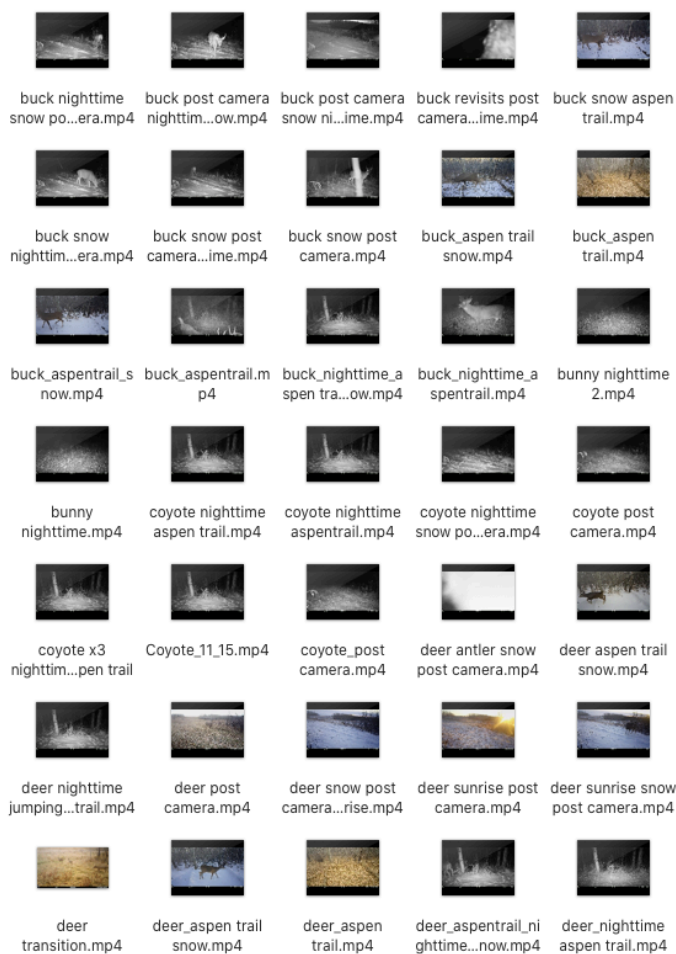 buck nighttime
snow po...era.mp4
buck post camera
nighttim...ow.mp4
buck post camera
snow ni...ime.mp4
buck revisits post
camera...ime.mp4
buck snow aspen
trail.mp4
buck snow
nighttim...era.mp4
buck snow post
camera...ime.mp4
buck snow post
camera.mp4
buck_aspen trail
snow.mp4
buck_aspen
trail.mp4
buck_aspentrail_s
now.mp4
buck_aspentrail.m
p4
buck_nighttime_a
spen tra...ow.mp4
buck_nighttime_a
spentrail.mp4
bunny nighttime
2.mp4
bunny
nighttime.mp4
coyote nighttime
aspen trail.mp4
coyote nighttime
aspentrail.mp4
coyote nighttime
snow po...era.mp4
coyote post
camera.mp4
coyote x3
nighttim...pen trail
Coyote_11_15.mp4
coyote_post
camera.mp4
deer antler snow
post camera.mp4
deer aspen trail
snow.mp4
deer nighttime
jumping...trail.mp4
deer post
camera.mp4
deer snow post
camera...rise.mp4
deer sunrise post
camera.mp4
deer sunrise snow
post camera.mp4
deer
transition.mp4
deer_aspen trail
snow.mp4
deer_aspen
trail.mp4
deer_aspentrail_ni
ghttime...now.mp4
deer_nighttime
aspen trail.mp4